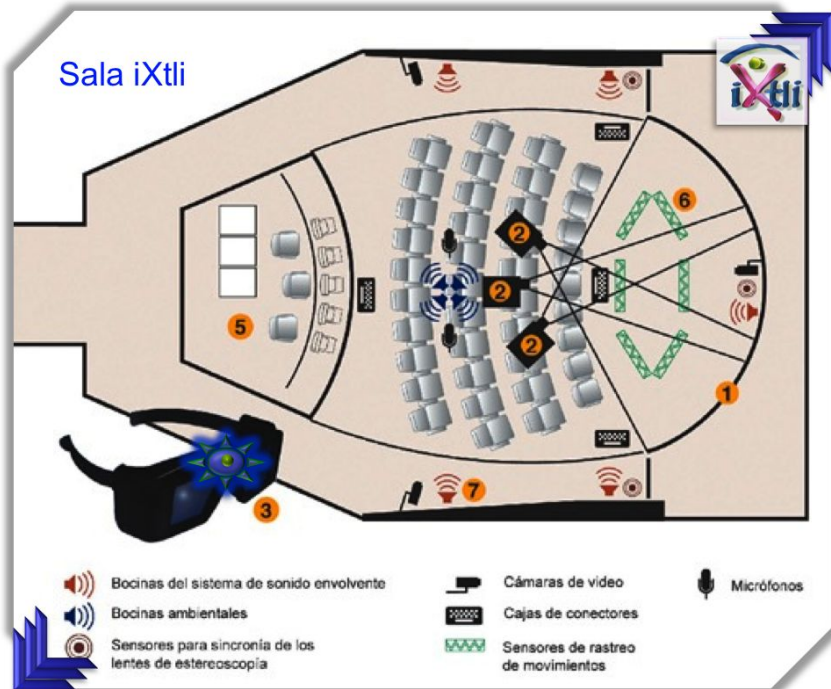 Sala iXtli
iXtli
6
2
2
5
2
1
7
3
Bocinas del sistema de sonido envolvente
Bocinas ambientales
Sensores para sincronía de los
lentes de estereoscopía
Cámaras de video
Cajas de conectores
Sensores de rastreo
de movimientos
Micrófonos